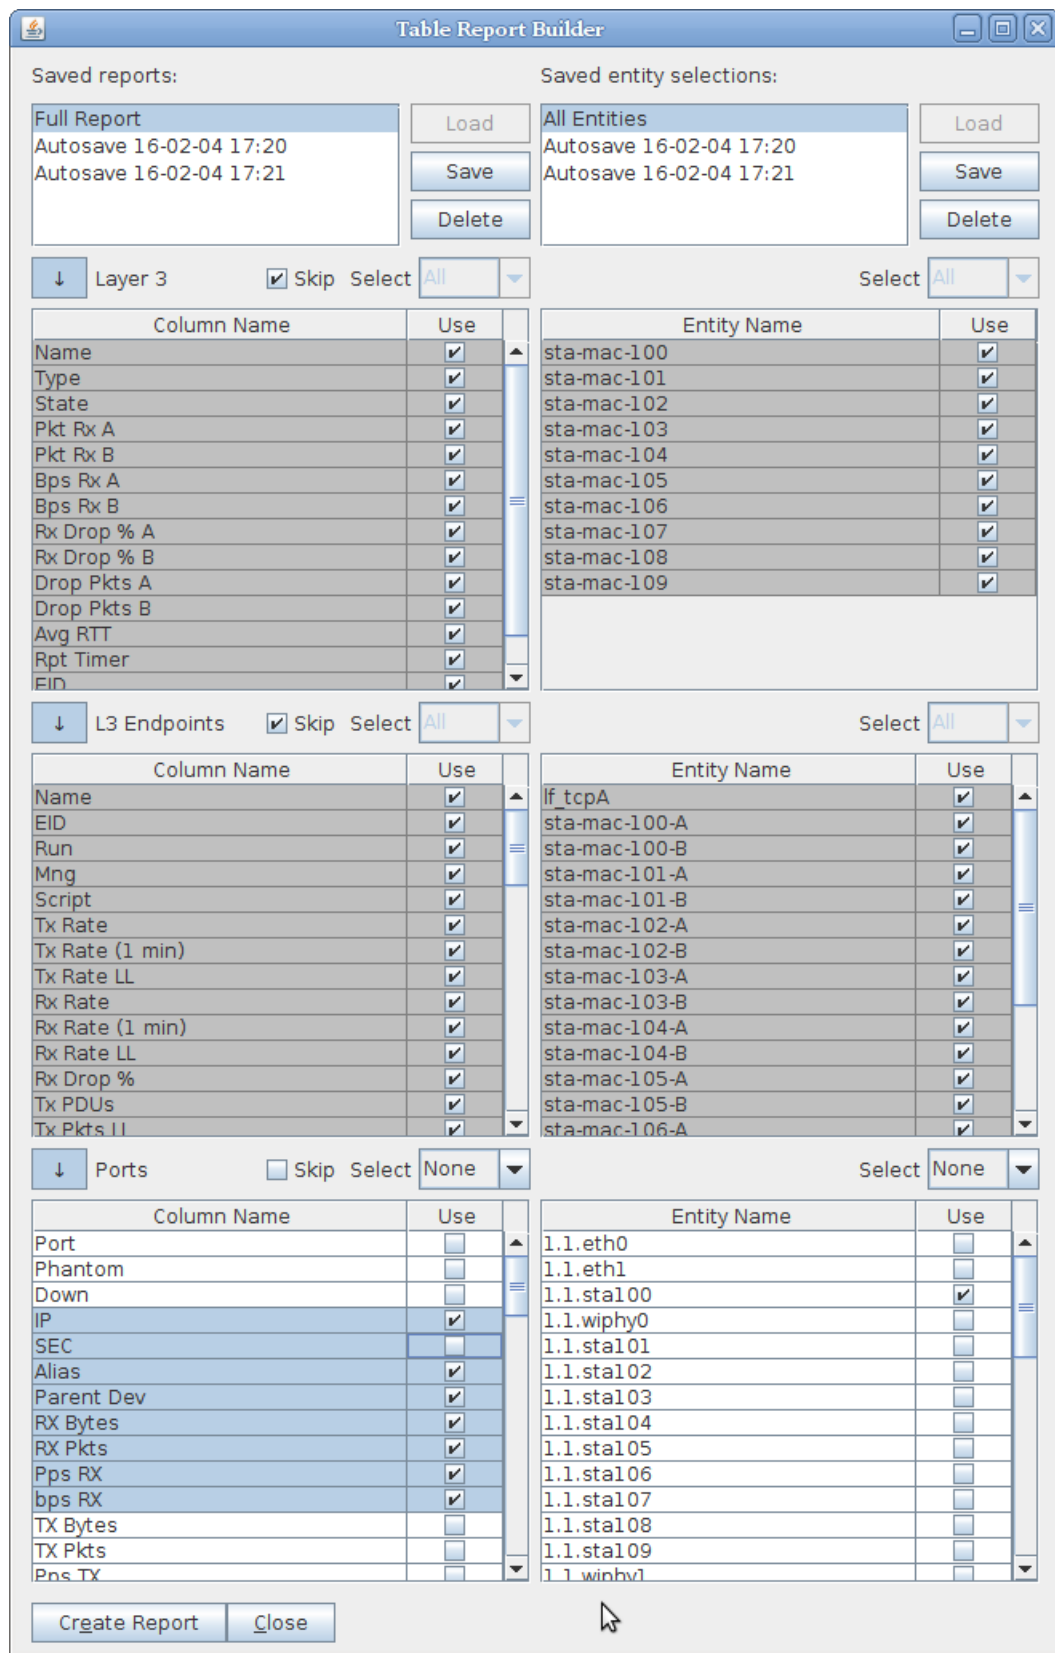 Table Report Builder
Saved reports: Saved entity selections:
Full Report Load All Entities Load
Autosave 16-02-04 17:20 Autosave 16-02-04 17:20
Autosave 16-02-04 17:21 Save Autosave 16-02-04 17:21 Save
Delete Delete
↓ Layer 3 Skip Select All Select All
Column Name Use Entity Name Use
Name sta-mac-100
Type sta-mac-101
State sta-mac-102
Pkt Rx A sta-mac-103
Pkt Rx B sta-mac-104
Bps Rx A sta-mac-105
Bps Rx B sta-mac-106
Rx Drop % A sta-mac-107
Rx Drop % B sta-mac-108
Drop Pkts A sta-mac-109
Drop Pkts B
Avg RTT
Rpt Timer
EID
↓ L3 Endpoints Skip Select All Select All
Column Name Use Entity Name Use
Name lf_tcpA
EID sta-mac-100-A
Run sta-mac-100-B
Mng sta-mac-101-A
Script sta-mac-101-B
Tx Rate sta-mac-102-A
Tx Rate (1 min) sta-mac-102-B
Tx Rate LL sta-mac-103-A
Rx Rate sta-mac-103-B
Rx Rate (1 min) sta-mac-104-A
Rx Rate LL sta-mac-104-B
Rx Drop % sta-mac-105-A
Tx PDUs sta-mac-105-B
Tx Pkts LL sta-mac-106-A
↓ Ports Skip Select None Select None
Column Name Use Entity Name Use
Port 1.1.eth0
Phantom 1.1.eth1
Down 1.1.sta100
IP 1.1.wiphy0
SEC 1.1.sta101
Alias 1.1.sta102
Parent Dev 1.1.sta103
RX Bytes 1.1.sta104
RX Pkts 1.1.sta105
Pps RX 1.1.sta106
bps RX 1.1.sta107
TX Bytes 1.1.sta108
TX Pkts 1.1.sta109
Pps TX 1.1.wiphy1
Create Report Close